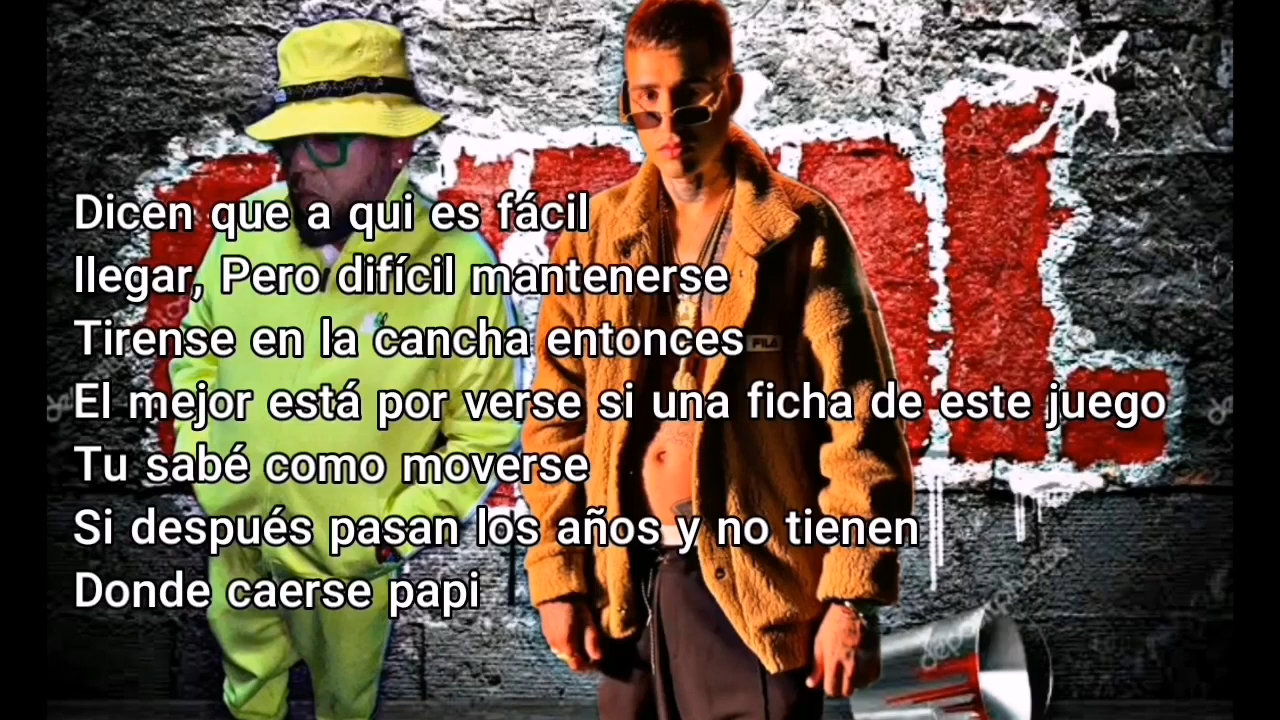 Dicen que a qui es fácil
llegar, Pero difícil mantenerse
Tirense en la cancha entonces
FILA
El mejor está por verse si una ficha de este juego
Tu sabé como moverse
Si después pasan los años y no tienen
Donde caerse papi